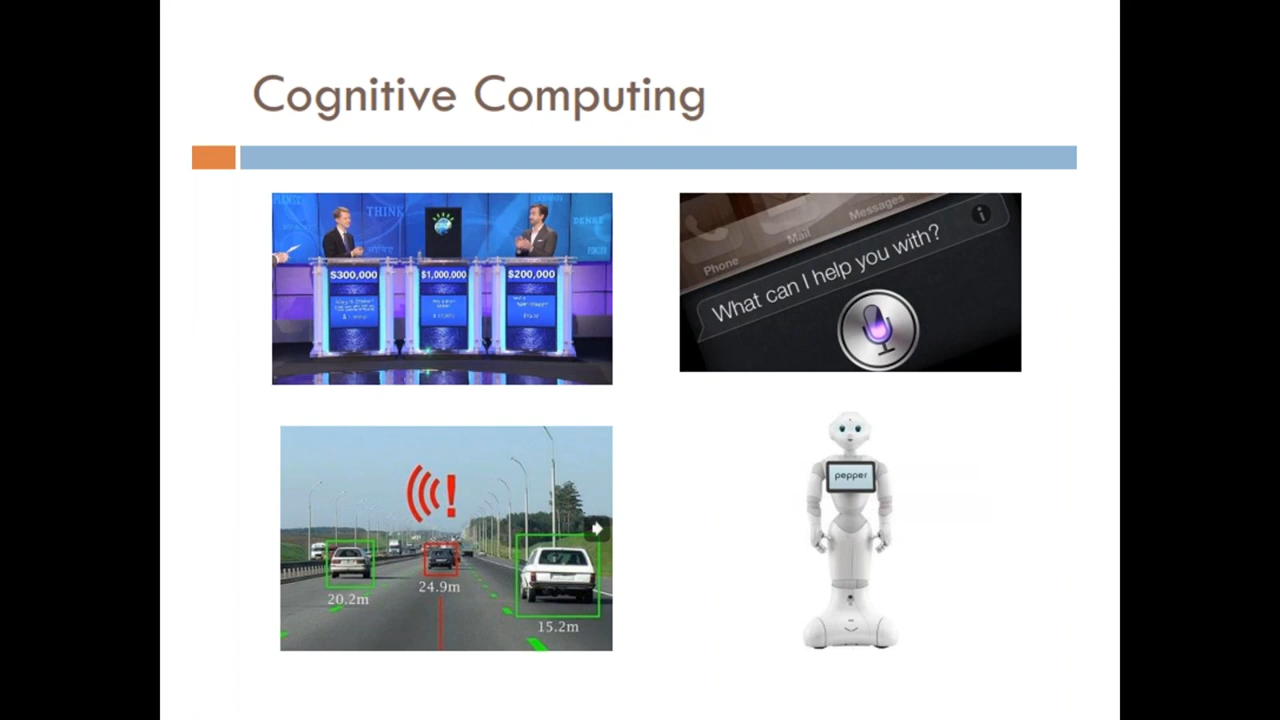 Cognitive Computing
THINK
DENKE
$300,000
$1,000,000
$200,000
Messages
Mail
Phone
What can I help you with?
i
!
20.2m
24.9m
15.2m
pepper